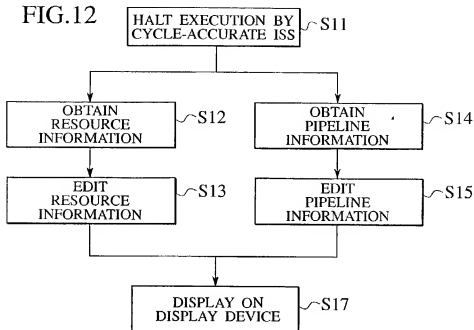 FIG.12
HALT EXECUTION BY
CYCLE-ACCURATE ISS
S11
OBTAIN
RESOURCE
INFORMATION
S12
OBTAIN
PIPELINE
INFORMATION
S14
EDIT
RESOURCE
INFORMATION
S13
EDIT
PIPELINE
INFORMATION
S15
DISPLAY ON
DISPLAY DEVICE
S17